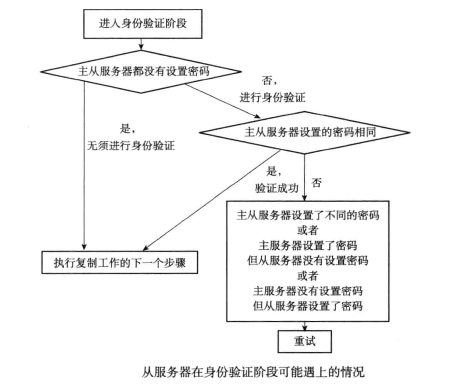 进入身份验证阶段
主从服务器都没有设置密码
否,
进行身份验证
主从服务器设置的密码相同
是,
无须进行身份验证
是,
验证成功
否
主从服务器设置了不同的密码
或者
主服务器设置了密码
但从服务器没有设置密码
或者
主服务器没有设置密码
但从服务器设置了密码
执行复制工作的下一个步骤
重试
从服务器在身份验证阶段可能遇上的情况